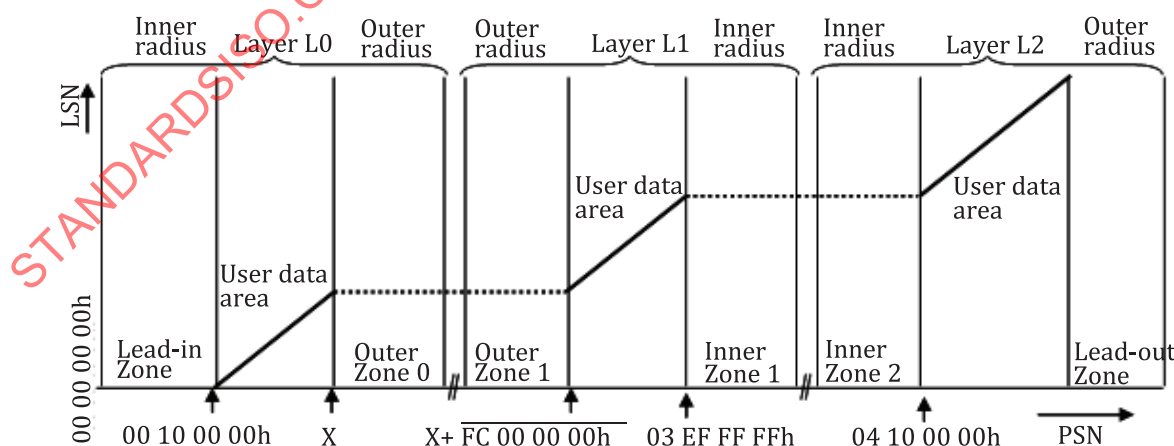 Inner radius
Layer L0
Outer radius
Outer radius
Layer L1
Inner radius
Inner radius
Layer L2
Outer radius
LSN
STANDARDSISO.C
User data area
User data area
User data area
00 00 00 00 00h
Lead-in Zone
Outer Zone 0
Outer Zone 1
Inner Zone 1
Inner Zone 2
Lead-out Zone
00 10 00 00h
X
X+ FC 00 00 00h
03 EF FF FFh
04 10 00 00h
PSN